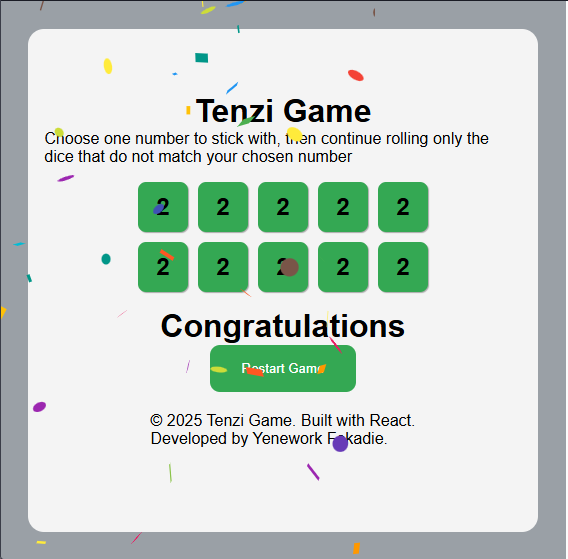 Tenzi Game
Choose one number to stick with, then continue rolling only the
dice that do not match your chosen number
2 2 2 2 2
2 2 2 2 2
Congratulations
Restart Game
© 2025 Tenzi Game. Built with React.
Developed by Yenework Fekadie.